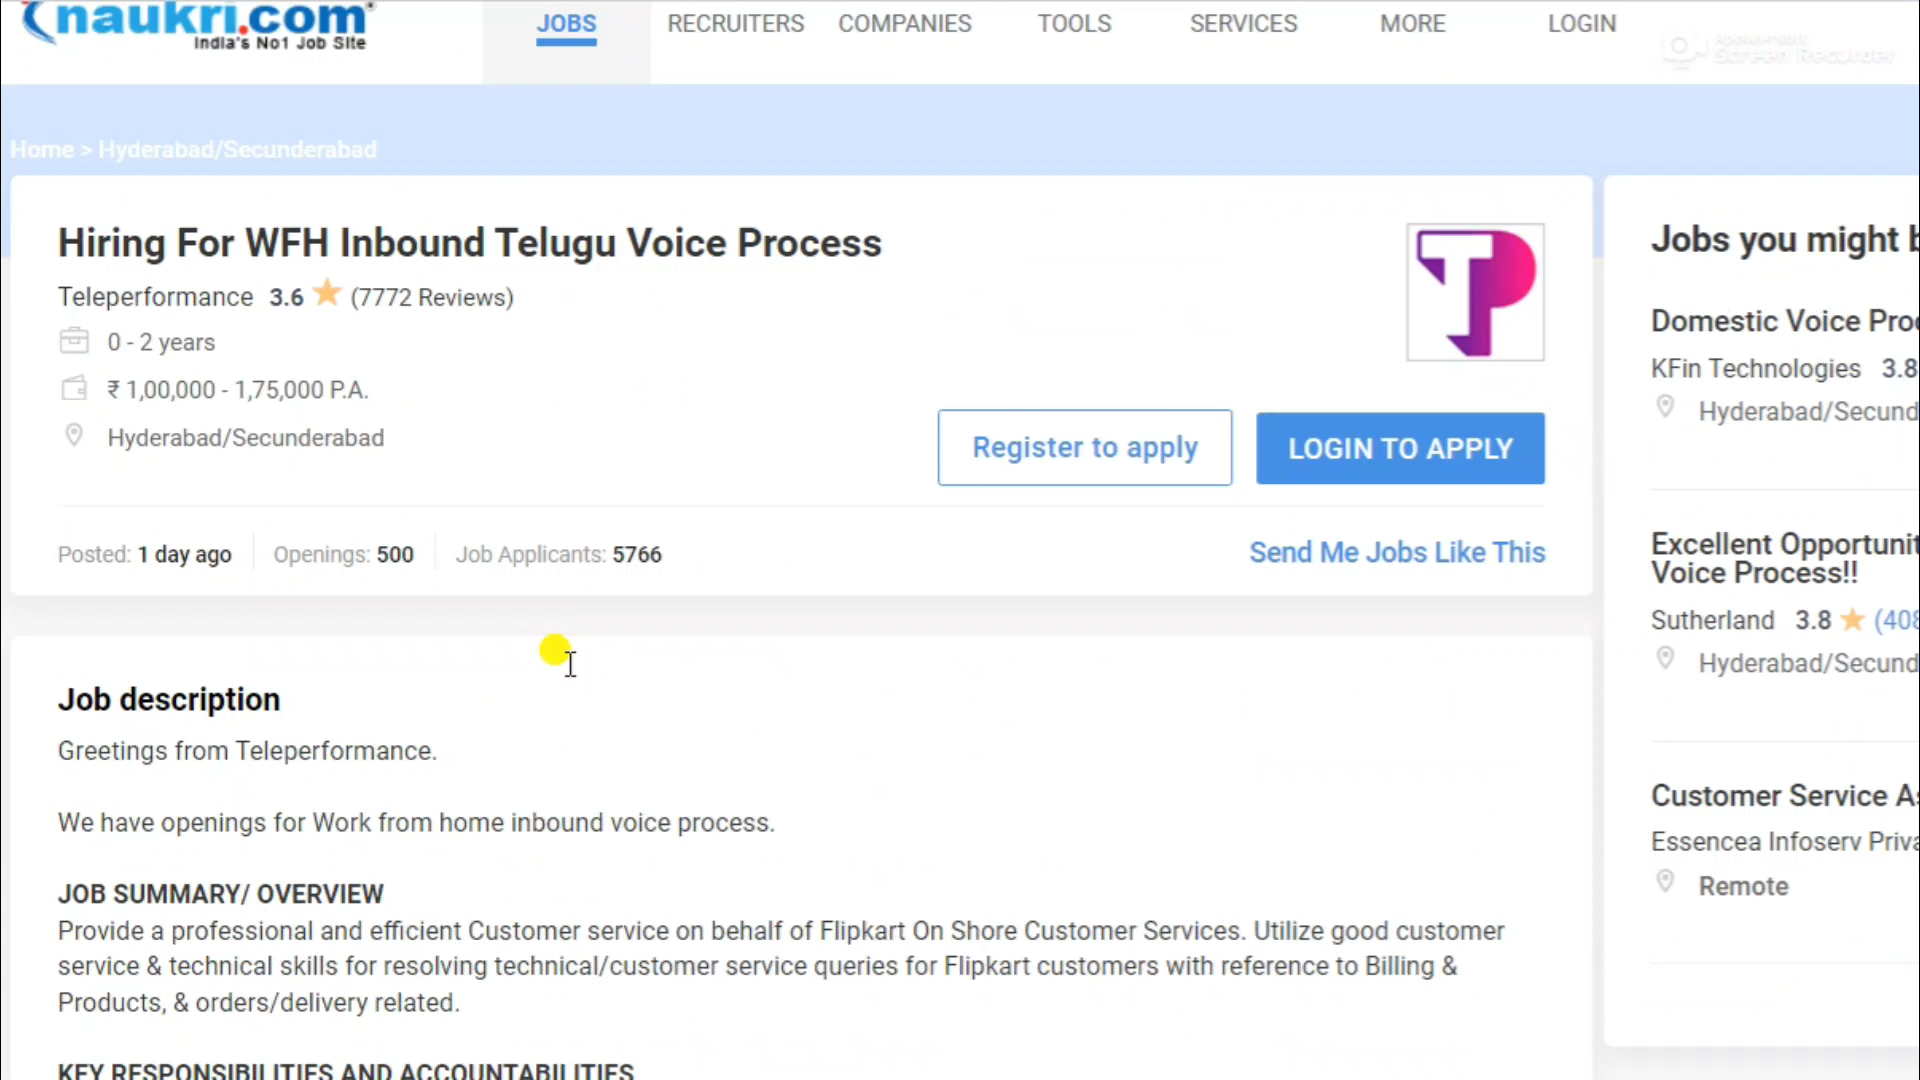 naukri.com
India's No1 Job Site
JOBS
RECRUITERS
COMPANIES
TOOLS
SERVICES
MORE
LOGIN
Apowersoft
Screen Recorder
Home > Hyderabad/Secunderabad
Hiring For WFH Inbound Telugu Voice Process
Teleperformance 3.6 (7772 Reviews)
0 - 2 years
₹ 1,00,000 - 1,75,000 P.A.
Hyderabad/Secunderabad
Register to apply
LOGIN TO APPLY
Posted: 1 day ago
Openings: 500
Job Applicants: 5766
Send Me Jobs Like This
Job description
Greetings from Teleperformance.
We have openings for Work from home inbound voice process.
JOB SUMMARY/ OVERVIEW
Provide a professional and efficient Customer service on behalf of Flipkart On Shore Customer Services. Utilize good customer
service & technical skills for resolving technical/customer service queries for Flipkart customers with reference to Billing &
Products, & orders/delivery related.
KEY RESPONSIBILITIES AND ACCOUNTABILITIES
Jobs you might b
Domestic Voice Proc
KFin Technologies 3.8
Hyderabad/Secund
Excellent Opportunit
Voice Process!!
Sutherland 3.8 (408
Hyderabad/Secund
Customer Service As
Essencea Infoserv Priva
Remote